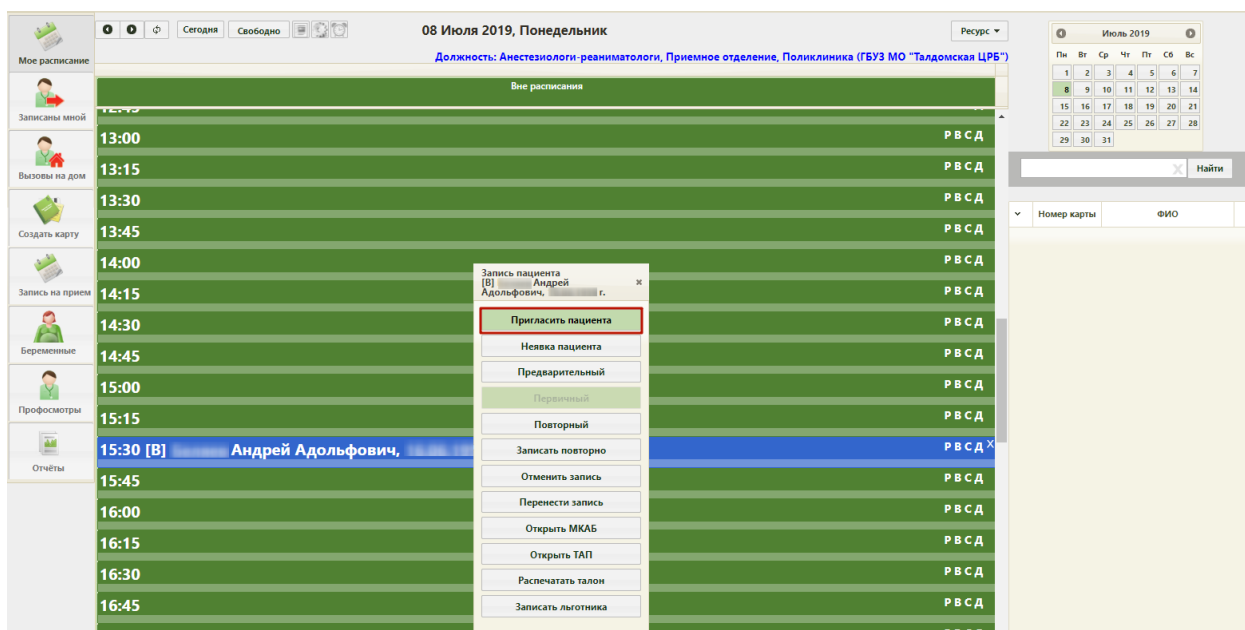 08 Июля 2019, Понедельник
Сегодня
Свободно
Ресурс
Должность: Анестезиологи-реаниматологи, Приемное отделение, Поликлиника (ГБУЗ МО "Талдомская ЦРБ")
Мое расписание
Записаны мной
Вызовы на дом
Создать карту
Запись на прием
Беременные
Профосмотры
Отчёты
Вне расписания
12:45
13:00 Р В С Д
13:15 Р В С Д
13:30 Р В С Д
13:45 Р В С Д
14:00 Р В С Д
14:15 Р В С Д
14:30 Р В С Д
14:45 Р В С Д
15:00 Р В С Д
15:15 Р В С Д
15:30 [В] Андрей Адольфович, Р В С Д X
15:45 Р В С Д
16:00 Р В С Д
16:15 Р В С Д
16:30 Р В С Д
16:45 Р В С Д
Запись пациента
[В] Андрей
Адольфович, г.
Пригласить пациента
Неявка пациента
Предварительный
Первичный
Повторный
Записать повторно
Отменить запись
Перенести запись
Открыть МКАБ
Открыть ТАП
Распечатать талон
Записать льготника
Июль 2019
Пн Вт Ср Чт Пт Сб Вс
1 2 3 4 5 6 7
8 9 10 11 12 13 14
15 16 17 18 19 20 21
22 23 24 25 26 27 28
29 30 31
X Найти
Номер карты ФИО